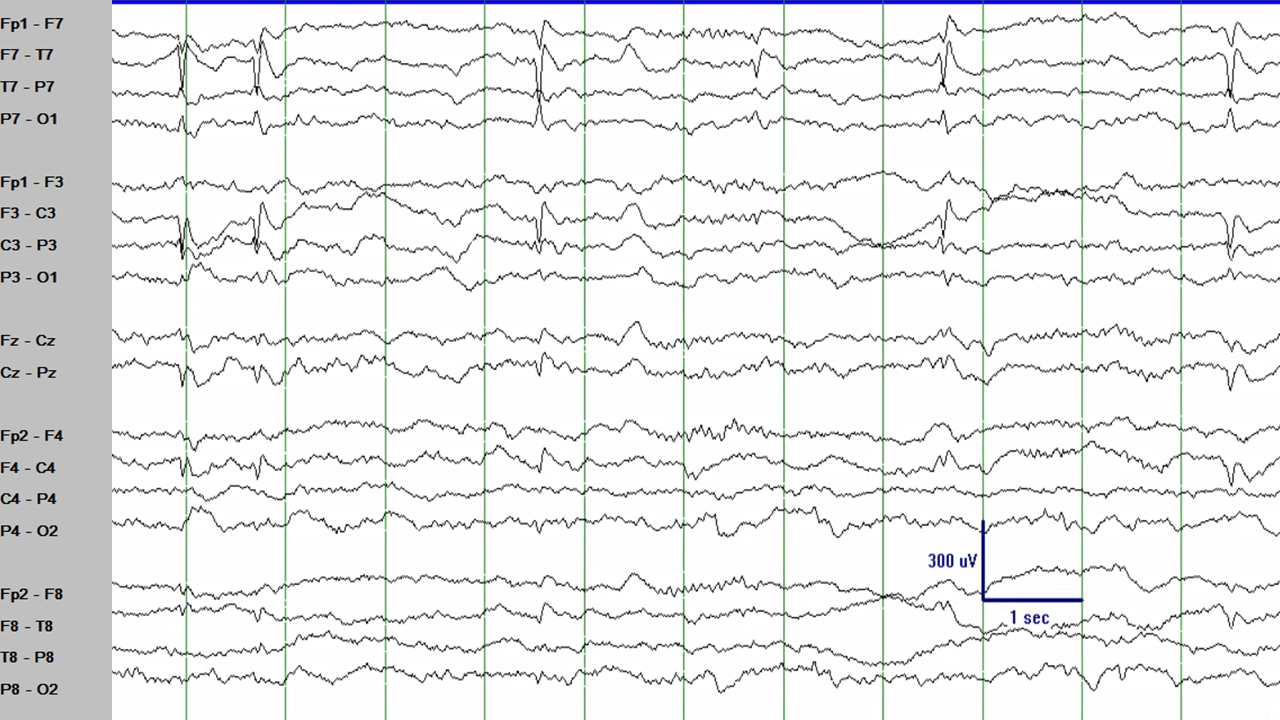 Fp1 - F7
F7 - T7
T7 - P7
P7 - O1
Fp1 - F3
F3 - C3
C3 - P3
P3 - O1
Fz - Cz
Cz - Pz
Fp2 - F4
F4 - C4
C4 - P4
P4 - O2
300 uV
Fp2 - F8
1 sec
F8 - T8
T8 - P8
P8 - O2